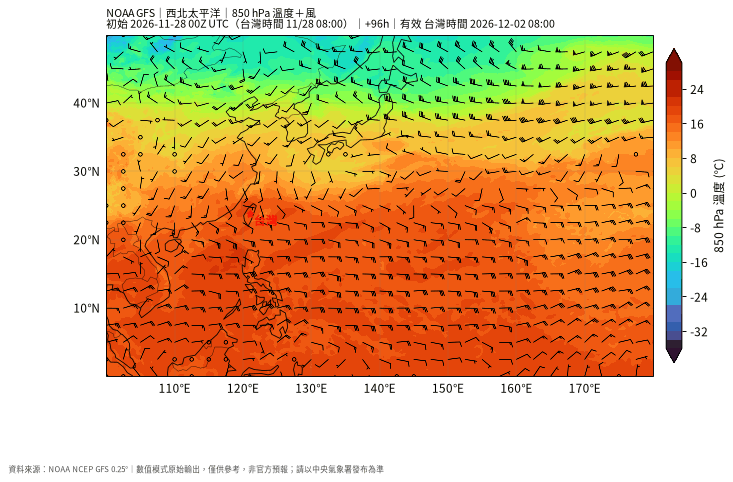 NOAA GFS｜西北太平洋｜850 hPa 溫度＋風
初始 2026-11-28 00Z UTC（台灣時間 11/28 08:00）｜+96h｜有效 台灣時間 2026-12-02 08:00
40°N
30°N
20°N
10°N
台灣
110°E
120°E
130°E
140°E
150°E
160°E
170°E
24
16
8
0
-8
-16
-24
-32
850 hPa 溫度 (°C)
資料來源：NOAA NCEP GFS 0.25°｜數值模式原始輸出，僅供參考，非官方預報；請以中央氣象署發布為準